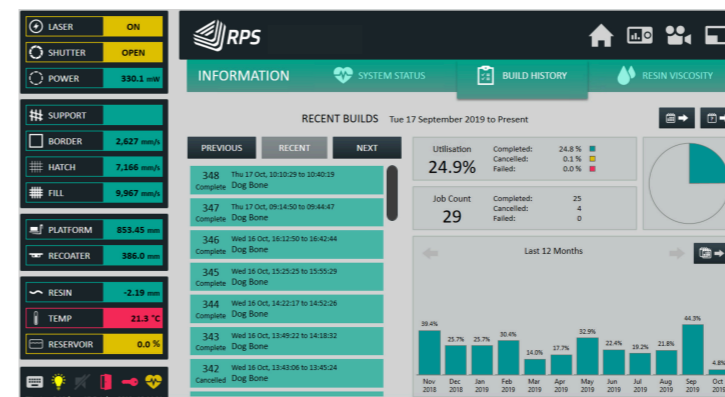 LASER ON
SHUTTER OPEN
POWER 330.1 mW
SUPPORT
BORDER 2,627 mm/s
HATCH 7,166 mm/s
FILL 9,967 mm/s
PLATFORM 853.45 mm
RECOATER 386.0 mm
RESIN -2.19 mm
TEMP 21.3 °C
RESERVOIR 0.0 %
RPS
INFORMATION SYSTEM STATUS BUILD HISTORY RESIN VISCOSITY
RECENT BUILDS Tue 17 September 2019 to Present
PREVIOUS RECENT NEXT
348 Thu 17 Oct, 10:10:29 to 10:40:19
Complete Dog Bone
347 Thu 17 Oct, 09:14:50 to 09:44:47
Complete Dog Bone
346 Wed 16 Oct, 16:12:50 to 16:42:44
Complete Dog Bone
345 Wed 16 Oct, 15:25:25 to 15:55:29
Complete Dog Bone
344 Wed 16 Oct, 14:22:17 to 14:52:26
Complete Dog Bone
343 Wed 16 Oct, 13:49:22 to 14:18:32
Complete Dog Bone
342 Wed 16 Oct, 13:43:06 to 13:45:24
Cancelled Dog Bone
Utilisation
24.9%
Completed: 24.8 %
Cancelled: 0.1 %
Failed: 0.0 %
Job Count
29
Completed: 25
Cancelled: 4
Failed: 0
Last 12 Months
39.4% 25.7% 25.7% 30.4% 14.0% 17.7% 32.9% 22.4% 19.2% 21.8% 44.3% 4.8%
Nov Dec Jan Feb Mar Apr May Jun Jul Aug Sep Oct
2018 2018 2019 2019 2019 2019 2019 2019 2019 2019 2019 2019